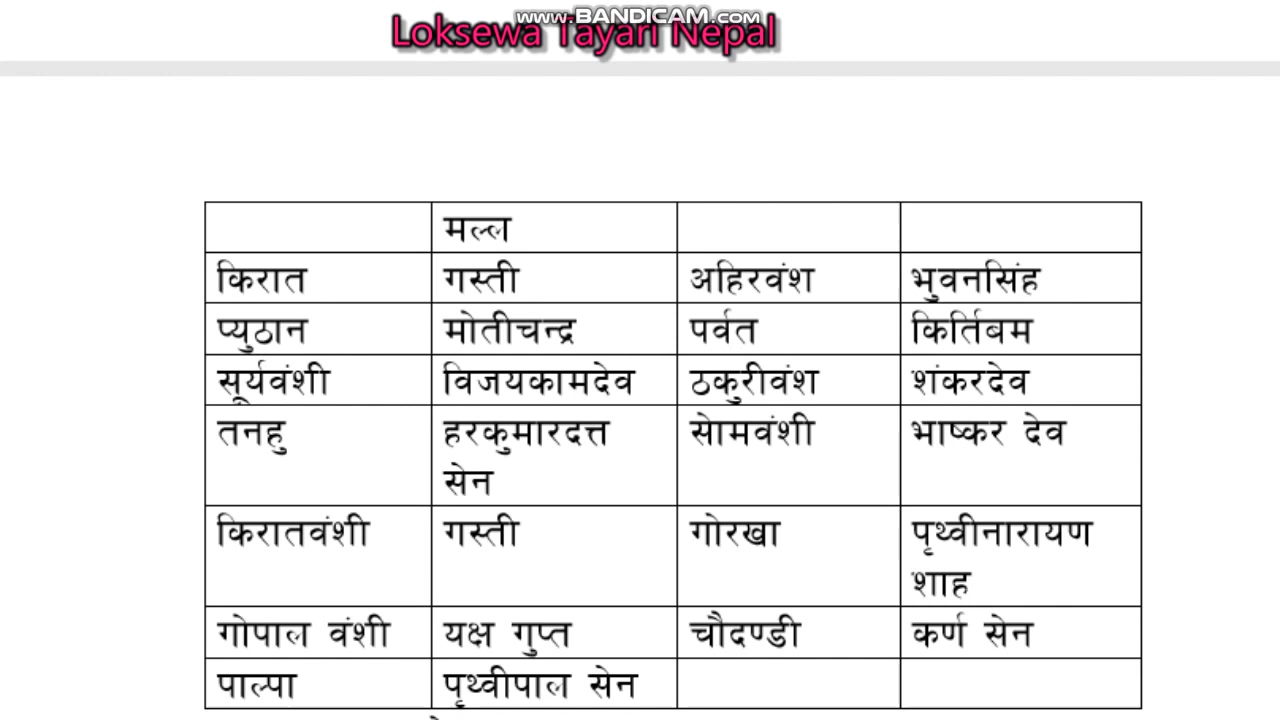 www.BANDICAM.com
Loksewa Tayari Nepal
मल्ल
किरात गस्ती अहिरवंश भुवनसिंह
प्युठान मोतीचन्द्र पर्वत किर्तिबम
सूर्यवंशी विजयकामदेव ठकुरीवंश शंकरदेव
तनहु हरकुमारदत्त सेन सोमवंशी भाष्कर देव
किरातवंशी गस्ती गोरखा पृथ्वीनारायण शाह
गोपाल वंशी यक्ष गुप्त चौदण्डी कर्ण सेन
पाल्पा पृथ्वीपाल सेन